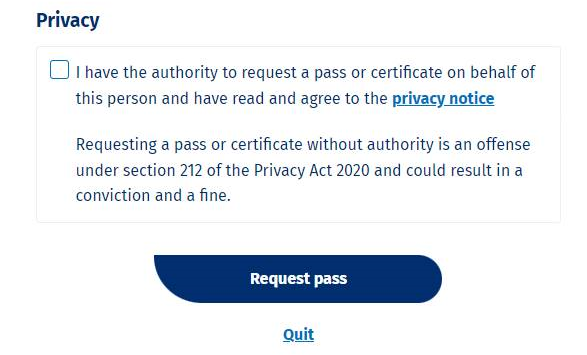 Privacy
I have the authority to request a pass or certificate on behalf of
this person and have read and agree to the privacy notice
Requesting a pass or certificate without authority is an offense
under section 212 of the Privacy Act 2020 and could result in a
conviction and a fine.
Request pass
Quit